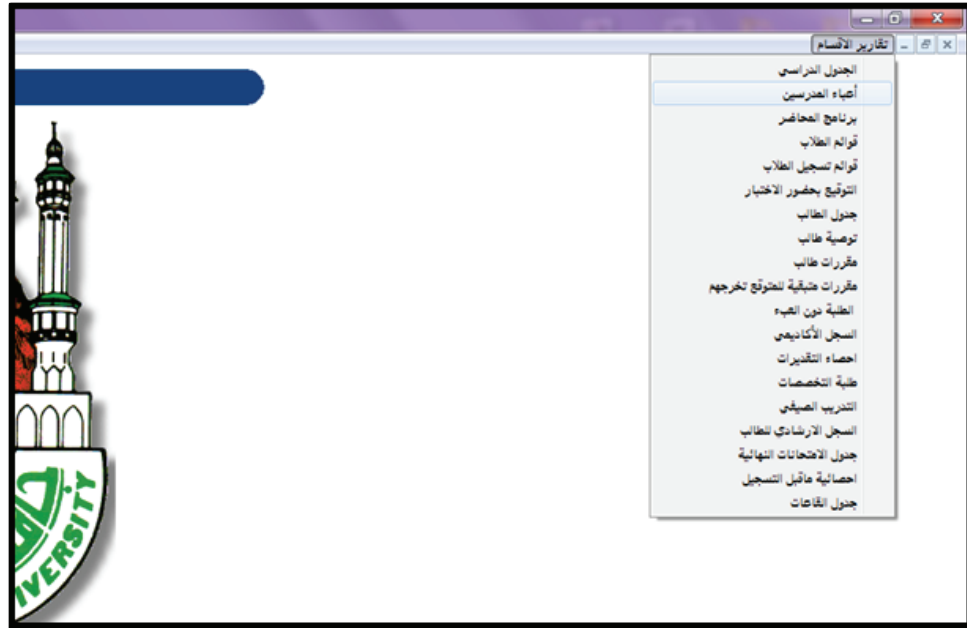 تقارير الأقسام
الجدول الدراسي
أعباء المدرسين
برنامج المحاضر
قوائم الطلاب
قوائم تسجيل الطلاب
التوقيع بحضور الاختبار
جدول الطالب
توصية طالب
مقررات طالب
مقررات متبقية للمتوقع تخرجهم
الطلبة دون العبء
السجل الأكاديمي
احصاء التقديرات
طلبة التخصصات
التدريب الصيفي
السجل الارشادي للطالب
جدول الامتحانات النهائية
احصائية ماقبل التسجيل
جدول القاعات
IVERSITY